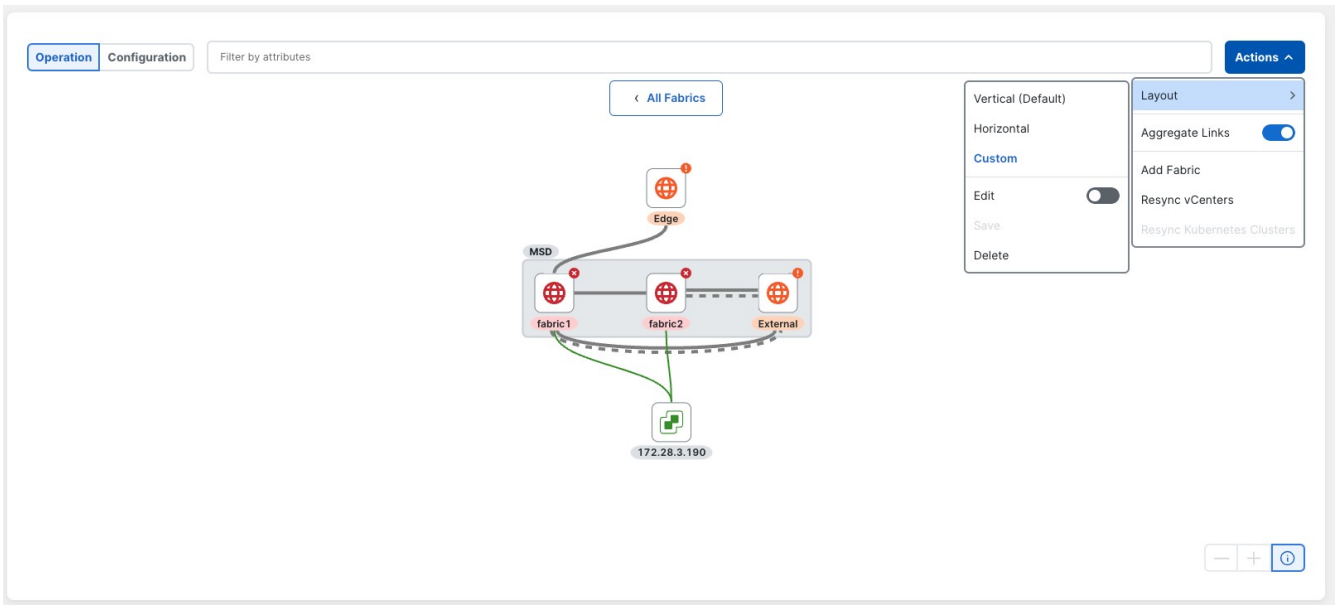 Operation
Configuration
Filter by attributes
Actions
All Fabrics
Vertical (Default)
Horizontal
Custom
Edit
Save
Delete
Layout
Aggregate Links
Add Fabric
Resync vCenters
Resync Kubernetes Clusters
Edge
MSD
fabric1
fabric2
External
172.28.3.190